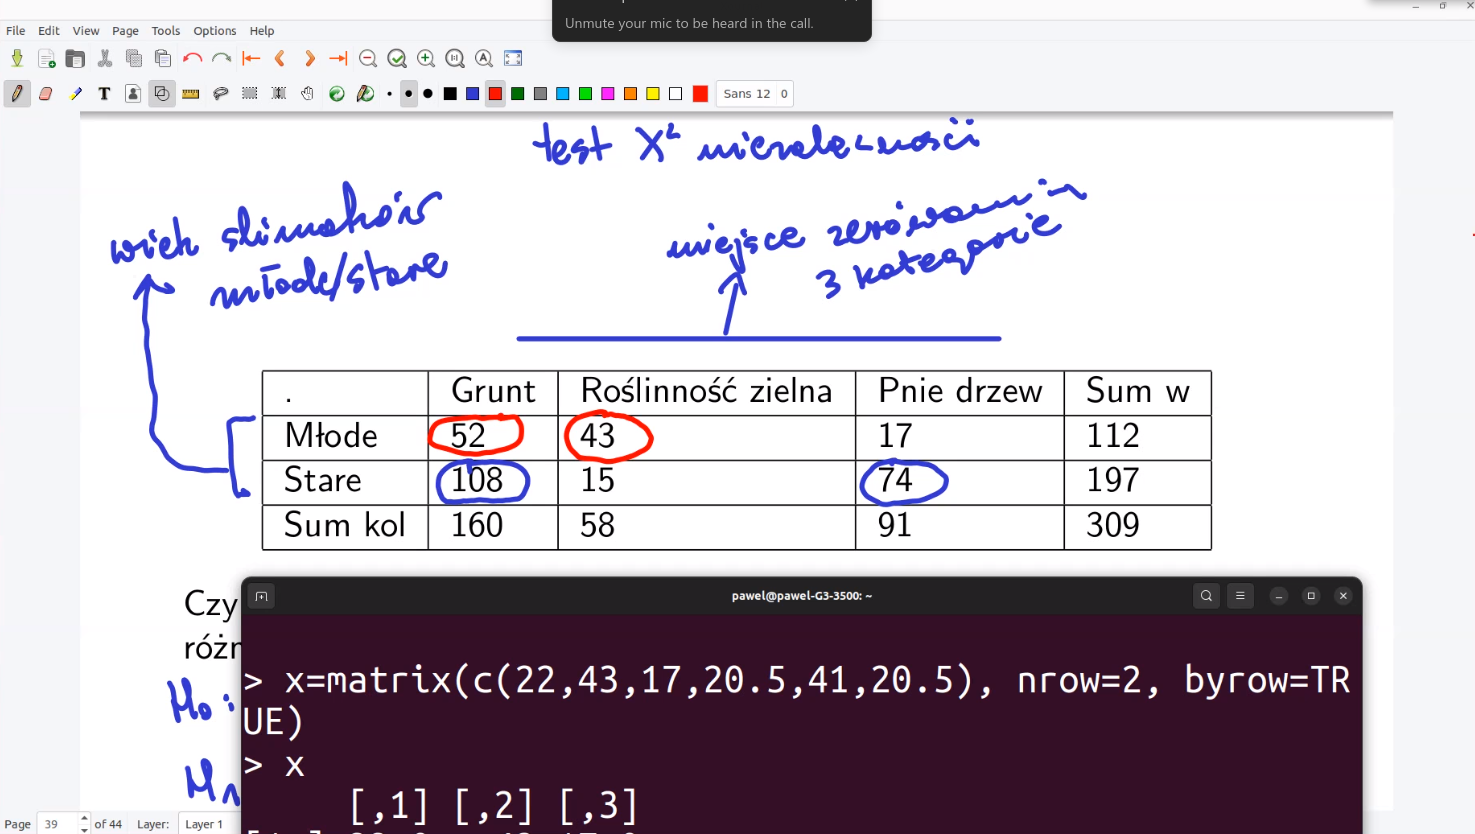 Unmute your mic to be heard in the call.
File Edit View Page Tools Options Help
Sans 12 0
test X² niezależności
wiek ślimaków
młode/stare
miejsce żerowania
3 kategorie
. Grunt Roślinność zielna Pnie drzew Sum w
Młode 52 43 17 112
Stare 108 15 74 197
Sum kol 160 58 91 309
Czy
różn
H₀:
H₁
pawel@pawel-G3-3500: ~
> x=matrix(c(22,43,17,20.5,41,20.5), nrow=2, byrow=TR
UE)
> x
[,1] [,2] [,3]
Page 39 of 44 Layer: Layer 1